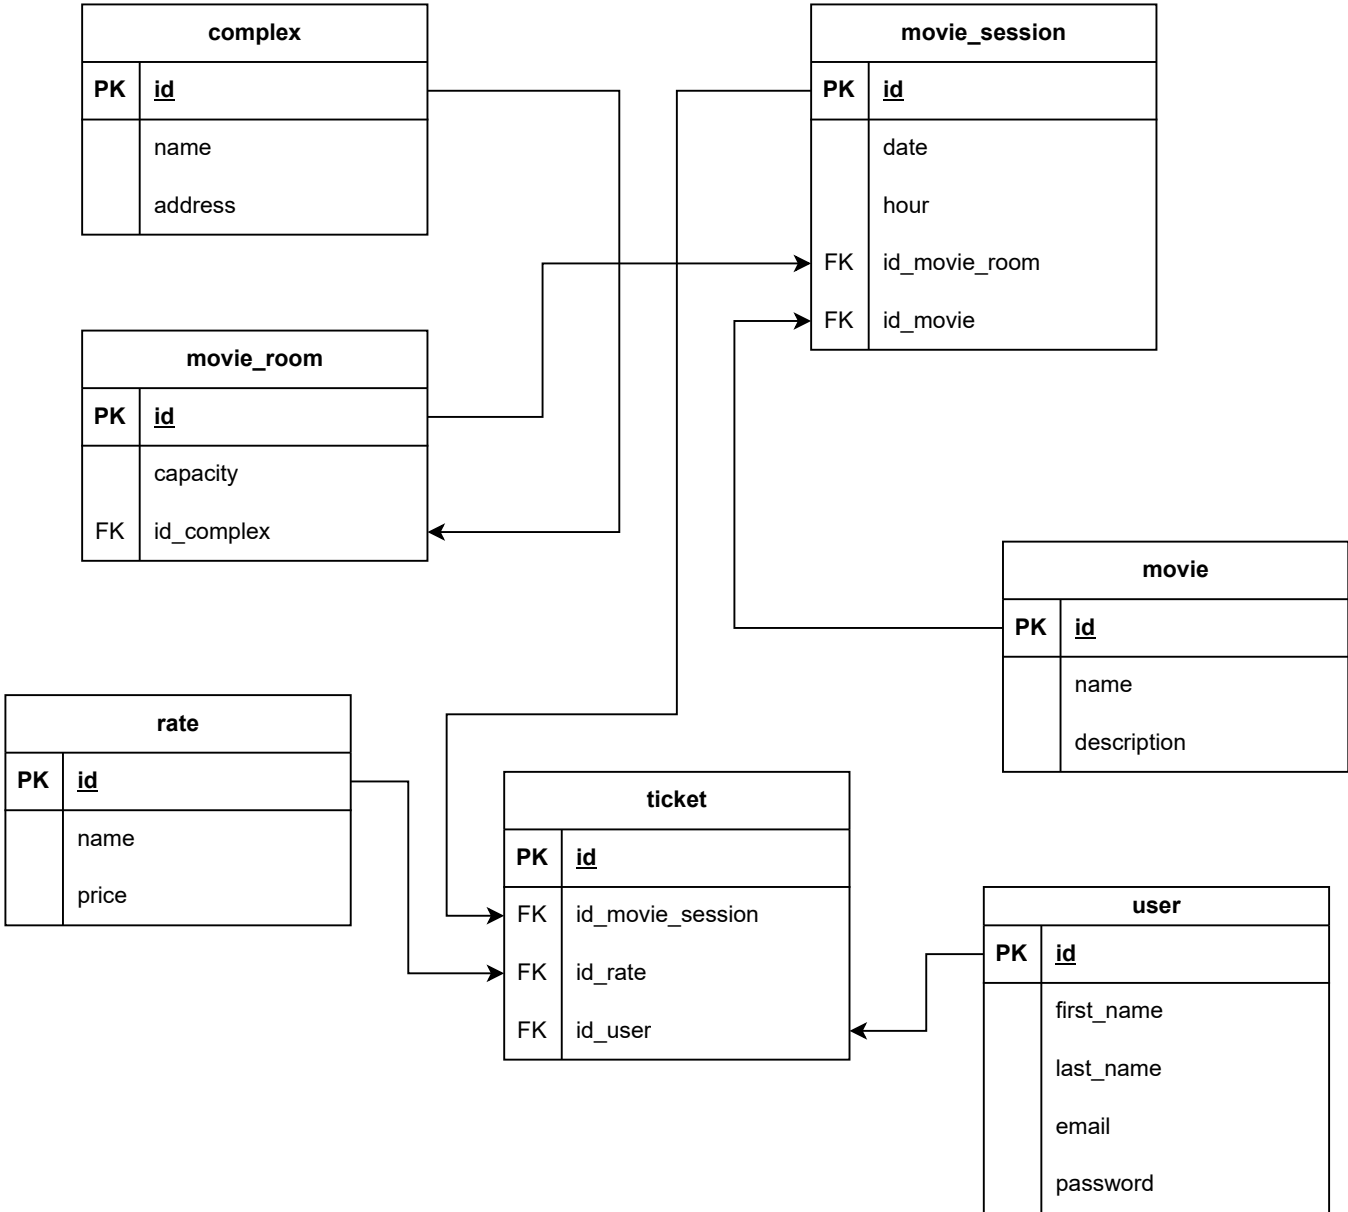 complex
PK id
name
address
movie_session
PK id
date
hour
FK id_movie_room
FK id_movie
movie_room
PK id
capacity
FK id_complex
movie
PK id
name
description
rate
PK id
name
price
ticket
PK id
FK id_movie_session
FK id_rate
FK id_user
user
PK id
first_name
last_name
email
password